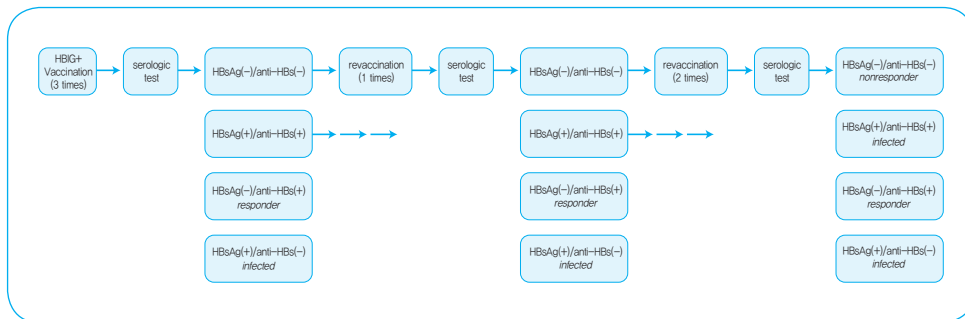 HBIG+
Vaccination
(3 times)
serologic
test
HBsAg(−)/anti−HBs(−)
revaccination
(1 times)
serologic
test
HBsAg(−)/anti−HBs(−)
revaccination
(2 times)
serologic
test
HBsAg(−)/anti−HBs(−)
nonresponder
HBsAg(+)/anti−HBs(+)
HBsAg(+)/anti−HBs(+)
HBsAg(+)/anti−HBs(+)
infected
HBsAg(−)/anti−HBs(+)
responder
HBsAg(−)/anti−HBs(+)
responder
HBsAg(−)/anti−HBs(+)
responder
HBsAg(+)/anti−HBs(−)
infected
HBsAg(+)/anti−HBs(−)
infected
HBsAg(+)/anti−HBs(−)
infected